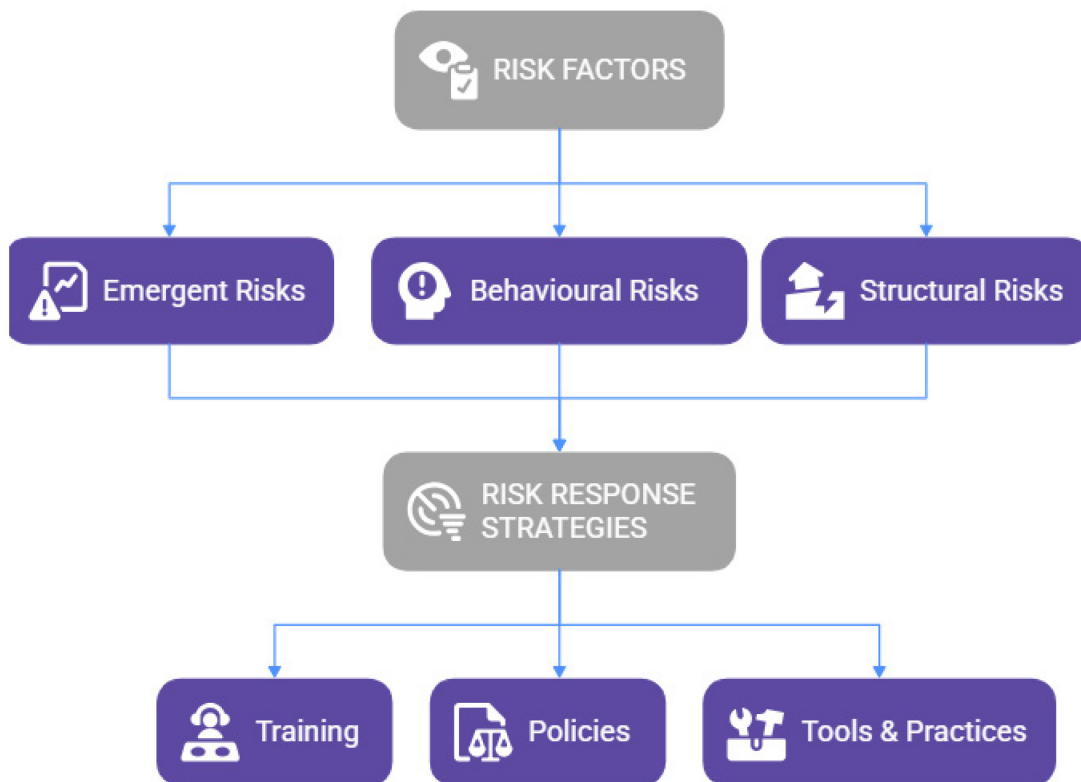 RISK FACTORS
Emergent Risks
Behavioural Risks
Structural Risks
RISK RESPONSE
STRATEGIES
Training
Policies
Tools & Practices